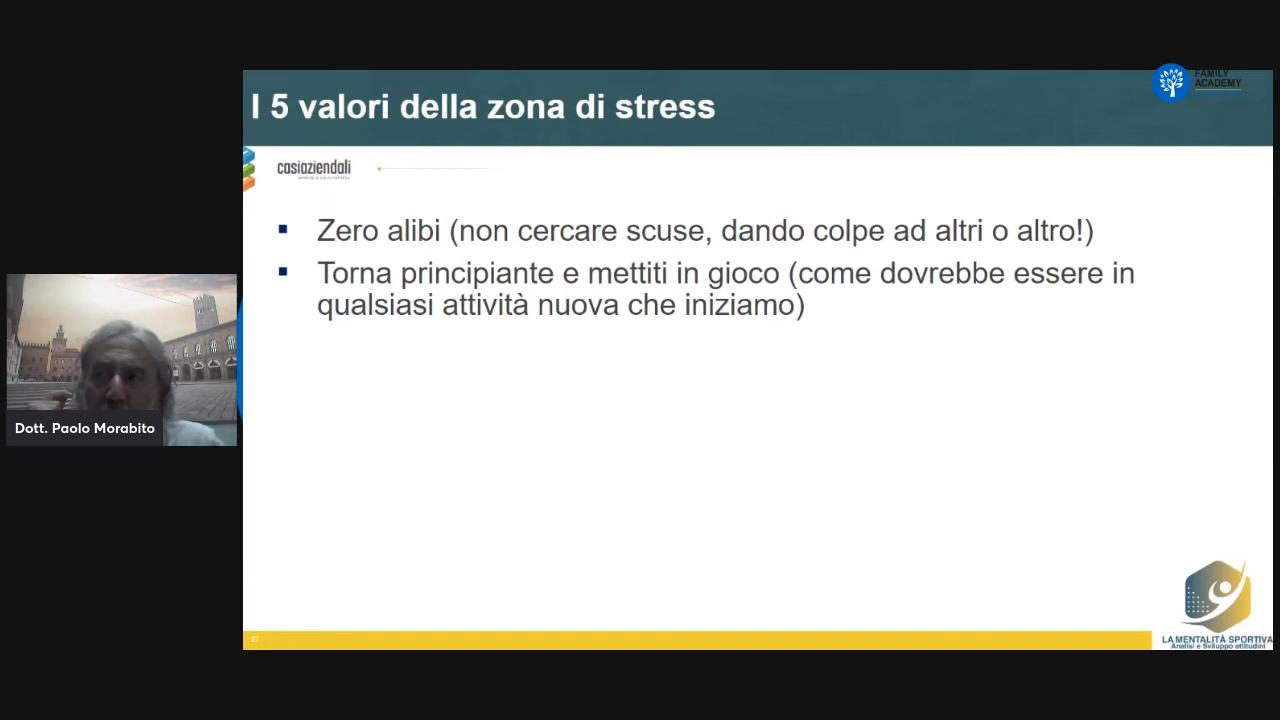 FAMILY
ACADEMY
I 5 valori della zona di stress
casiaziendali
▪ Zero alibi (non cercare scuse, dando colpe ad altri o altro!)
▪ Torna principiante e mettiti in gioco (come dovrebbe essere in
qualsiasi attività nuova che iniziamo)
Dott. Paolo Morabito
27
LA MENTALITÀ SPORTIVA
Analisi e Sviluppo attitudini